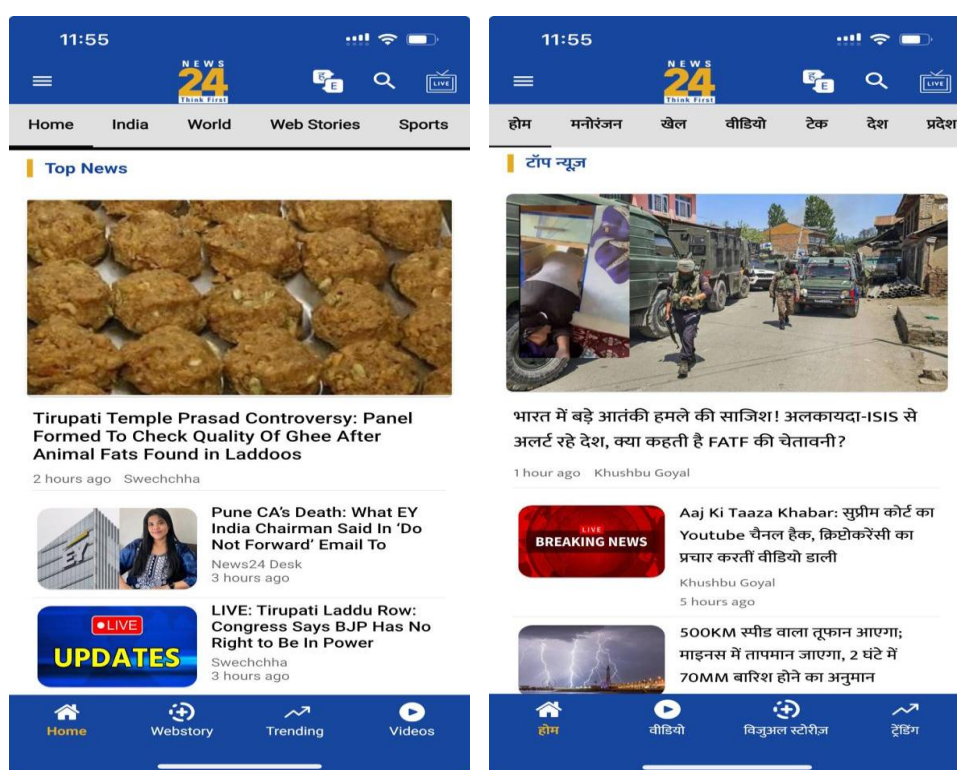 11:55
NEWS
24
Think First
ह
E
LIVE
Home India World Web Stories Sports
Top News
Tirupati Temple Prasad Controversy: Panel
Formed To Check Quality Of Ghee After
Animal Fats Found in Laddoos
2 hours ago Swechchha
EY
Pune CA's Death: What EY
India Chairman Said In ‘Do
Not Forward’ Email To
News24 Desk
3 hours ago
LIVE
UPDATES
LIVE: Tirupati Laddu Row:
Congress Says BJP Has No
Right to Be In Power
Swechchha
3 hours ago
Home Webstory Trending Videos
11:55
NEWS
24
Think First
ह
E
LIVE
होम मनोरंजन खेल वीडियो टेक देश प्रदेश
टॉप न्यूज़
भारत में बड़े आतंकी हमले की साजिश! अलकायदा-ISIS से
अलर्ट रहे देश, क्या कहती है FATF की चेतावनी?
1 hour ago Khushbu Goyal
LIVE
BREAKING NEWS
Aaj Ki Taaza Khabar: सुप्रीम कोर्ट का
Youtube चैनल हैक, क्रिप्टोकरेंसी का
प्रचार करतीं वीडियो डाली
Khushbu Goyal
5 hours ago
500KM स्पीड वाला तूफान आएगा;
माइनस में तापमान जाएगा, 2 घंटे में
70MM बारिश होने का अनुमान
होम वीडियो विजुअल स्टोरीज़ ट्रेंडिंग